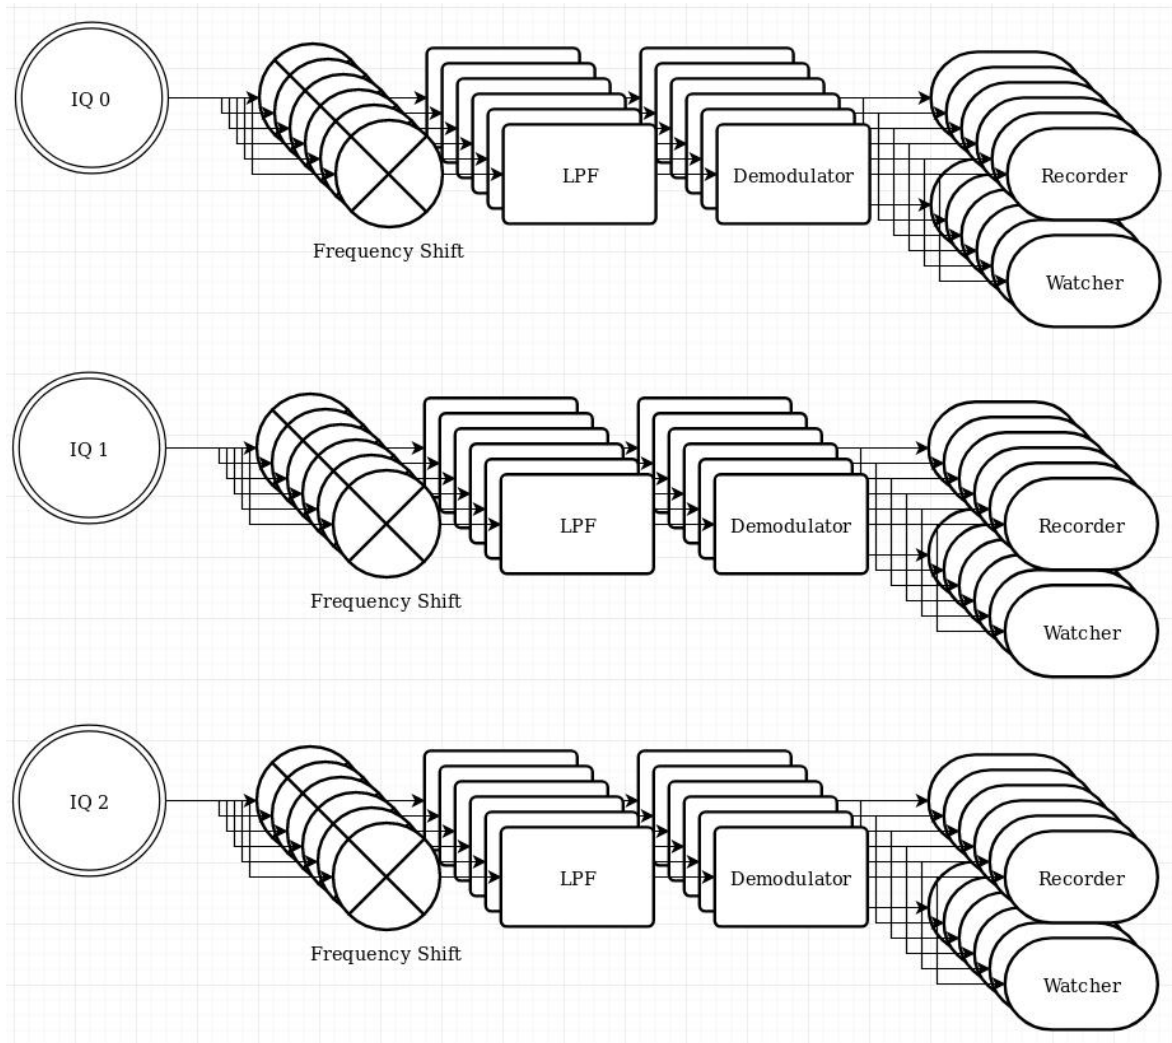 IQ 0
LPF
Demodulator
Recorder
Frequency Shift
Watcher
IQ 1
LPF
Demodulator
Recorder
Frequency Shift
Watcher
IQ 2
LPF
Demodulator
Recorder
Frequency Shift
Watcher